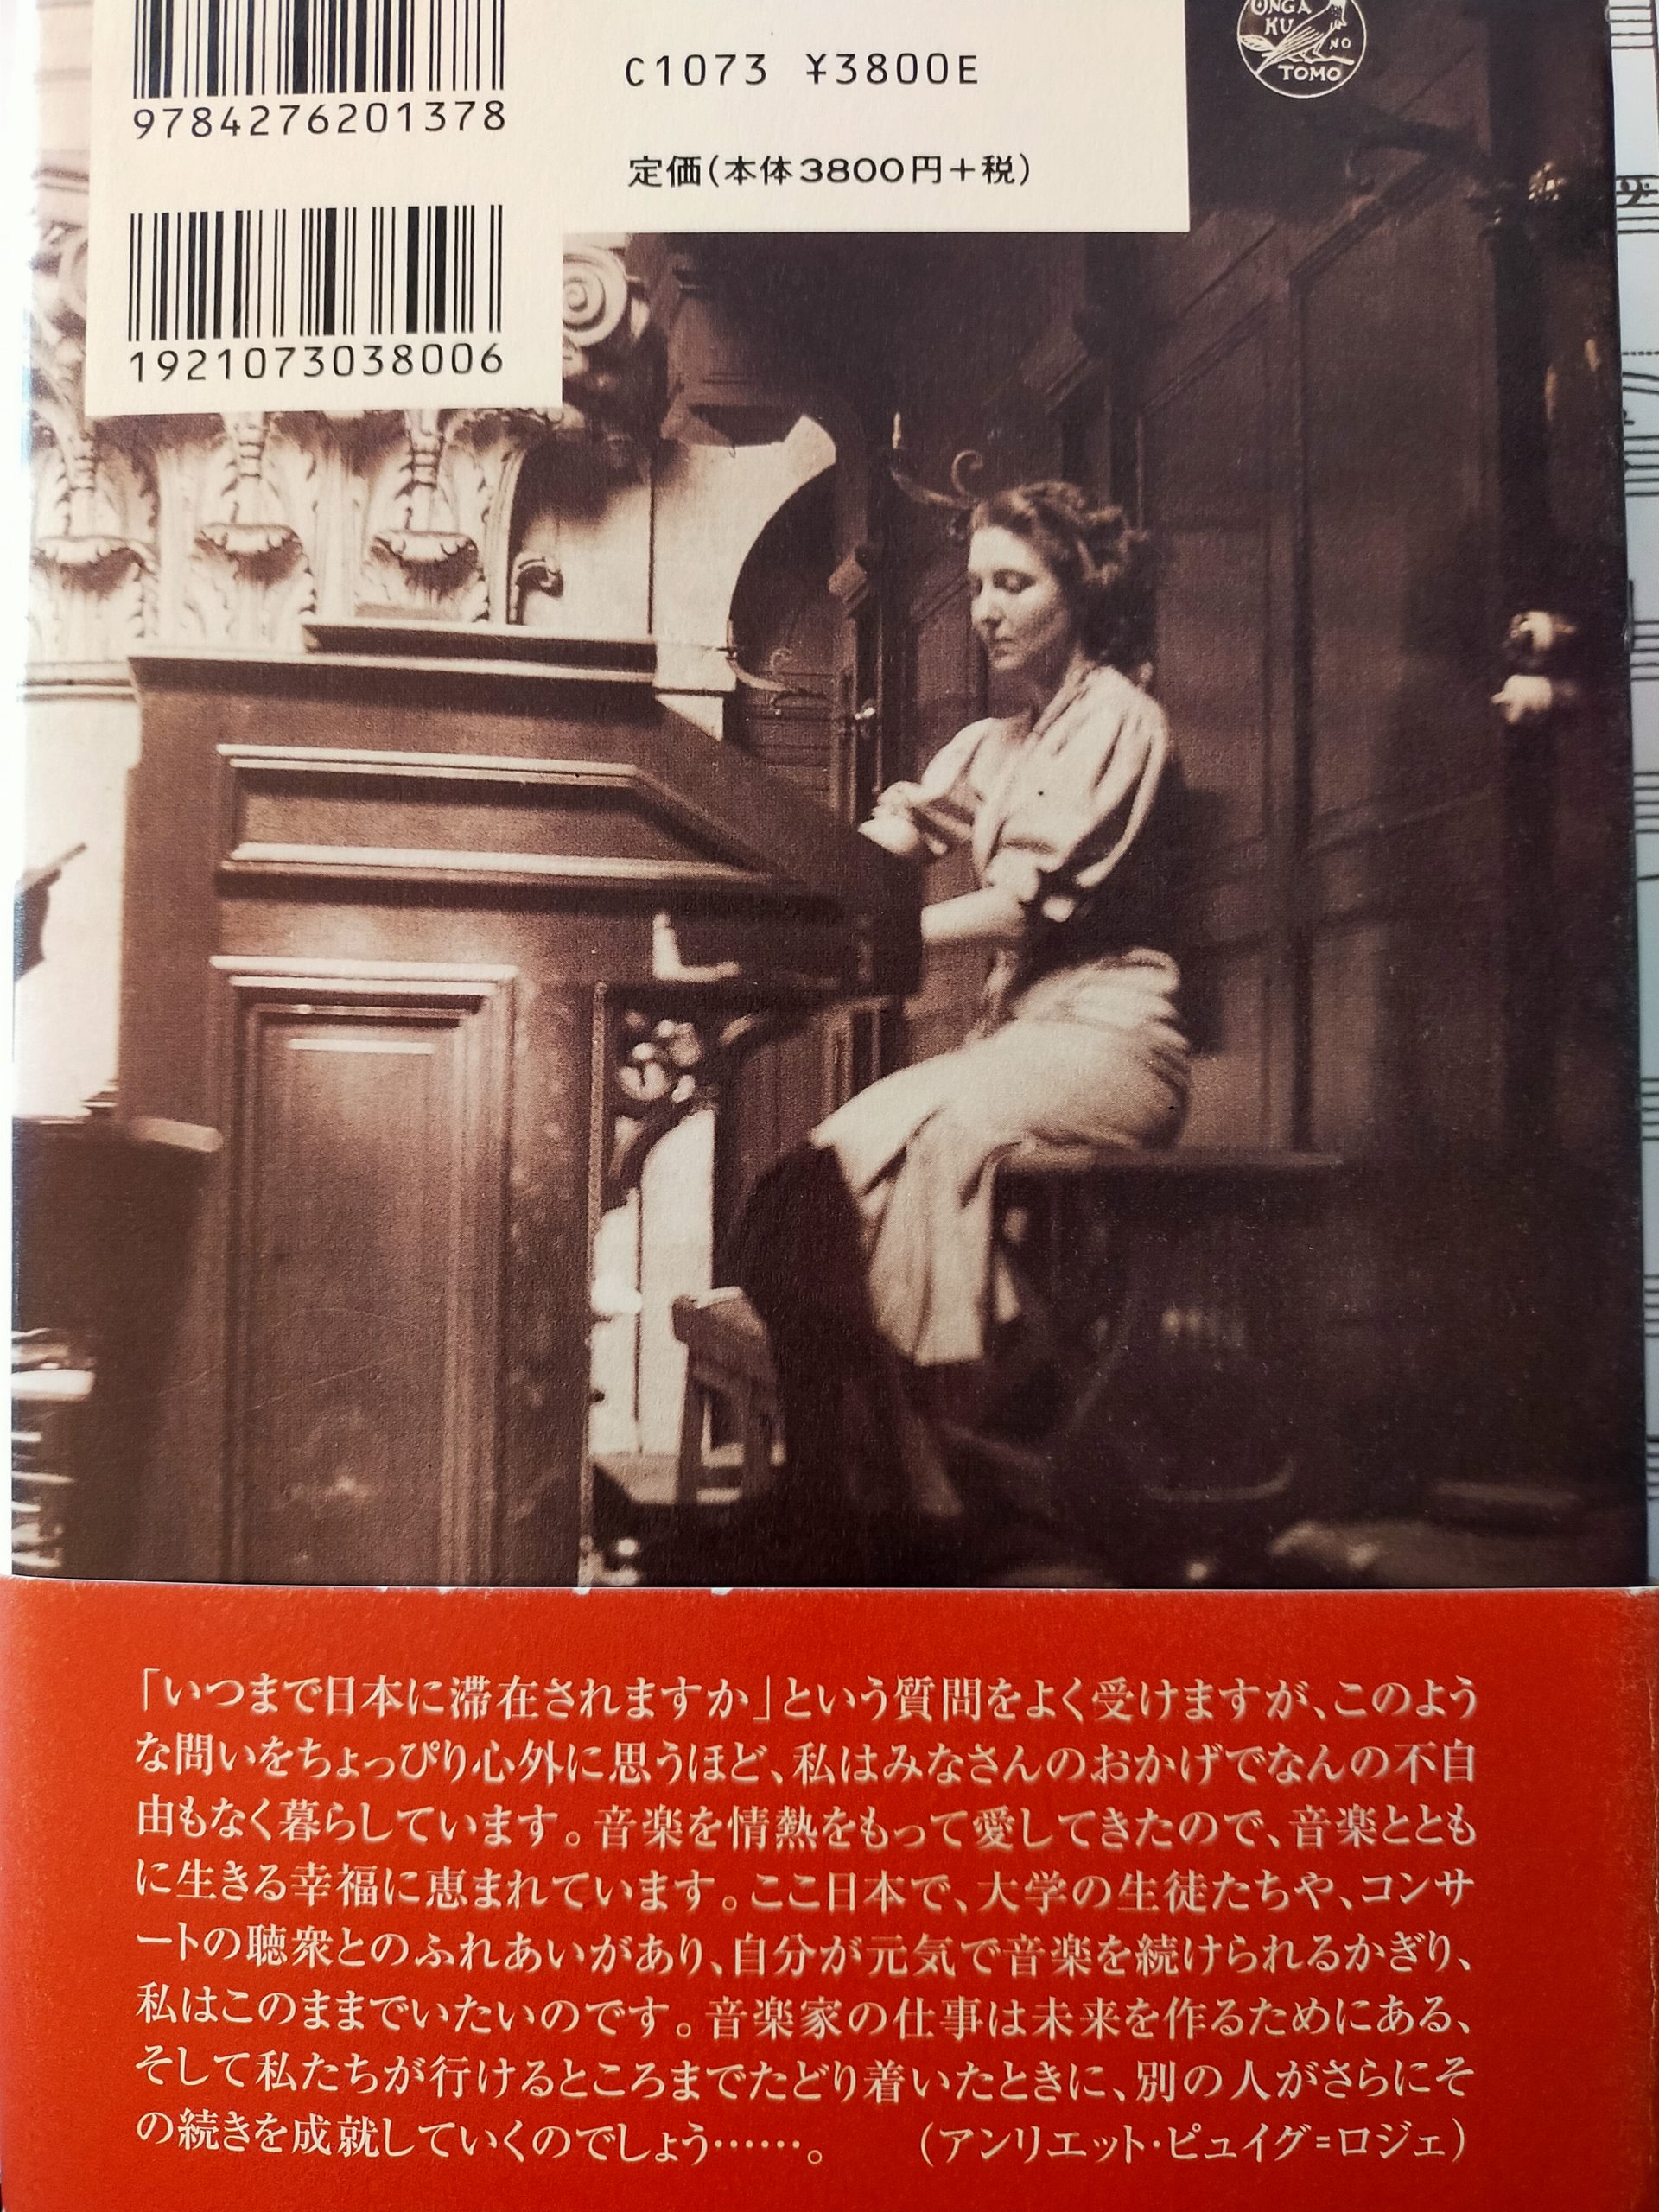 ONGA
KU
NO
TOMO
9784276201378
C1073 ¥3800E
定価(本体3800円+税)
1921073038006
「いつまで日本に滞在されますか」という質問をよく受けますが、このよう
な問いをちょっぴり心外に思うほど、私はみなさんのおかげでなんの不自
由もなく暮らしています。音楽を情熱をもって愛してきたので、音楽ととも
に生きる幸福に恵まれています。ここ日本で、大学の生徒たちや、コンサ
ートの聴衆とのふれあいがあり、自分が元気で音楽を続けられるかぎり、
私はこのままでいたいのです。音楽家の仕事は未来を作るためにある、
そして私たちが行けるところまでたどり着いたときに、別の人がさらにそ
の続きを成就していくのでしょう……。 (アンリエット・ピュイグ=ロジェ)